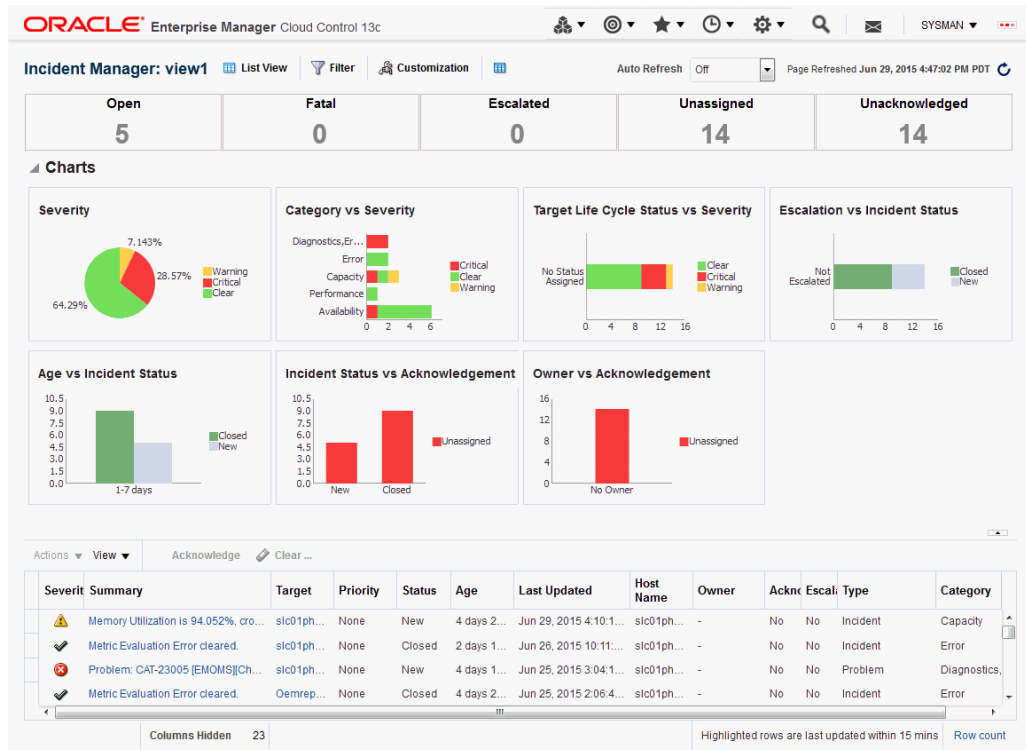 ORACLE Enterprise Manager Cloud Control 13c
SYSMAN
Incident Manager: view1 List View Filter Customization Auto Refresh Off Page Refreshed Jun 29, 2015 4:47:02 PM PDT
Open Fatal Escalated Unassigned Unacknowledged
5 0 0 14 14
Charts
Severity
7.143%
28.57%
64.29%
Warning
Critical
Clear
Category vs Severity
Diagnostics,Er...
Error
Capacity
Performance
Availability
0 2 4 6
Critical
Clear
Warning
Target Life Cycle Status vs Severity
No Status
Assigned
0 4 8 12 16
Clear
Critical
Warning
Escalation vs Incident Status
Not
Escalated
0 4 8 12 16
Closed
New
Age vs Incident Status
10.5
9.0
7.5
6.0
4.5
3.0
1.5
0.0
1-7 days
Closed
New
Incident Status vs Acknowledgement
10.5
9.0
7.5
6.0
4.5
3.0
1.5
0.0
New Closed
Unassigned
Owner vs Acknowledgement
16
12
8
4
0
No Owner
Unassigned
Actions View Acknowledge Clear ...
Severit Summary Target Priority Status Age Last Updated Host Name Owner Ackno Escala Type Category
Memory Utilization is 94.052%, cro... slc01ph... None New 4 days 2... Jun 29, 2015 4:10:1... slc01ph... - No No Incident Capacity
Metric Evaluation Error cleared. slc01ph... None Closed 2 days 1... Jun 26, 2015 10:11:... slc01ph... - No No Incident Error
Problem: CAT-23005 [EMOMS][Ch... slc01ph... None New 4 days 1... Jun 25, 2015 3:04:1... slc01ph... - No No Problem Diagnostics,
Metric Evaluation Error cleared. Oemrep... None Closed 4 days 2... Jun 25, 2015 2:06:4... slc01ph... - No No Incident Error
Columns Hidden 23 Highlighted rows are last updated within 15 mins Row count